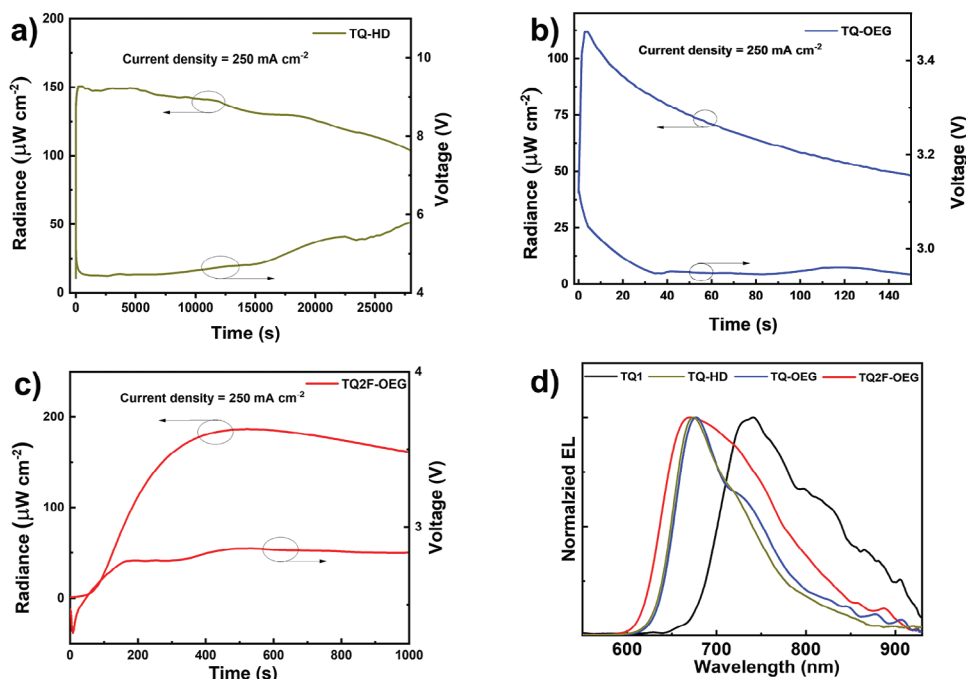 a)
TQ-HD
Current density = 250 mA cm⁻²
Radiance (μW cm⁻²)
200
150
100
50
0
10
8
6
4
Voltage (V)
0 5000 10000 15000 20000 25000
Time (s)
b)
TQ-OEG
Current density = 250 mA cm⁻²
Radiance (μW cm⁻²)
100
75
50
25
0
3.4
3.2
3.0
Voltage (V)
0 20 40 60 80 100 120 140
Time (s)
c)
TQ2F-OEG
Current density = 250 mA cm⁻²
Radiance (μW cm⁻²)
200
150
100
50
0
4
3
Voltage (V)
0 200 400 600 800 1000
Time (s)
d)
TQ1 TQ-HD TQ-OEG TQ2F-OEG
Normalzied EL
600 700 800 900
Wavelength (nm)